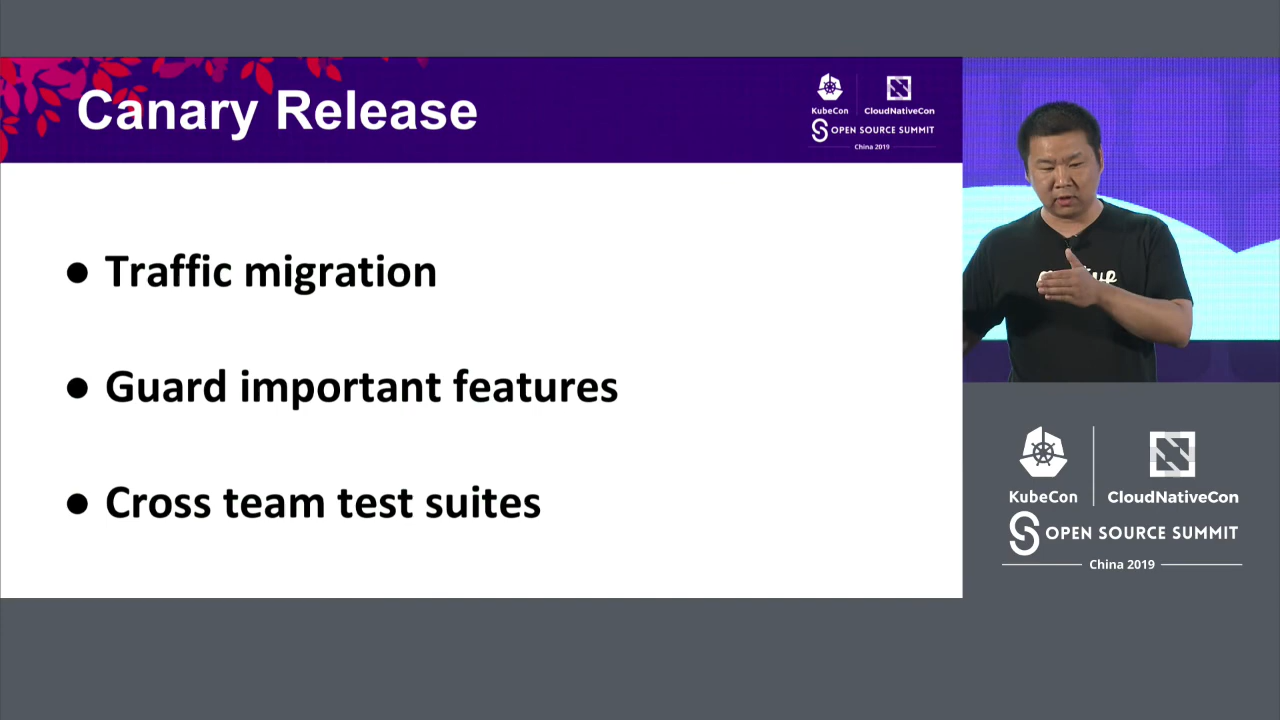 Canary Release
KubeCon
CloudNativeCon
OPEN SOURCE SUMMIT
China 2019
● Traffic migration
● Guard important features
● Cross team test suites
KubeCon
CloudNativeCon
OPEN SOURCE SUMMIT
China 2019